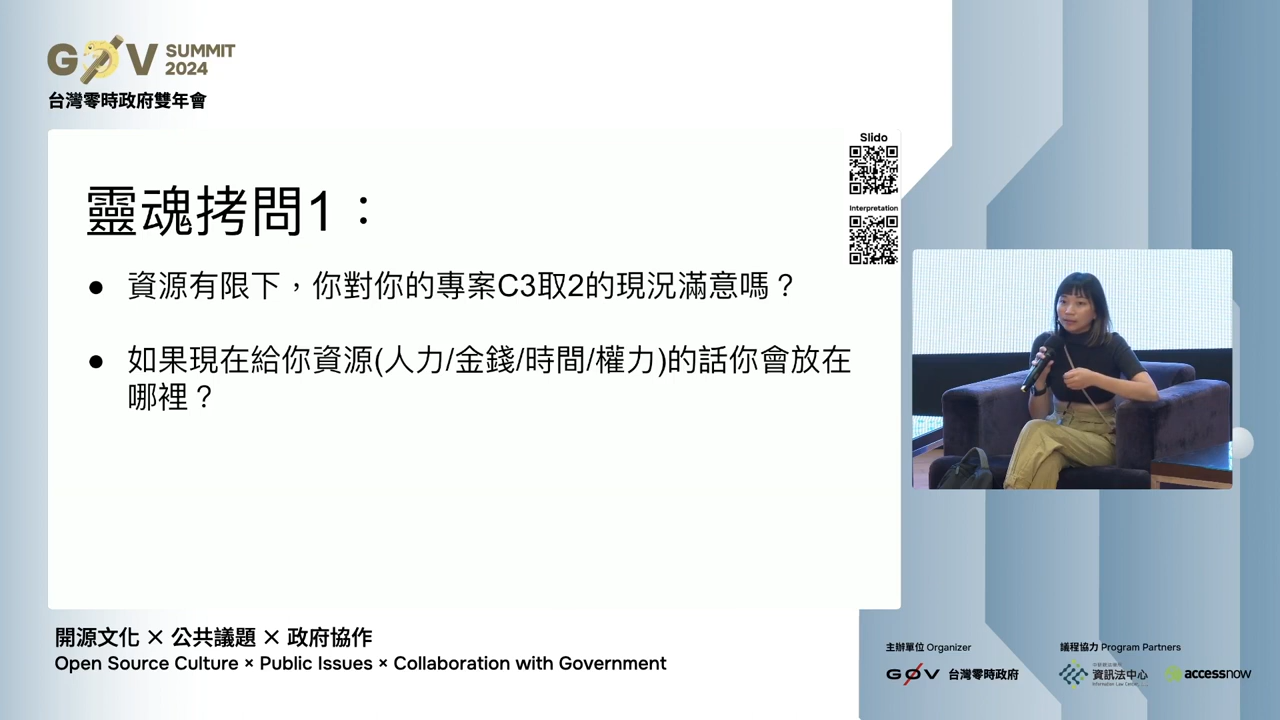 G0V SUMMIT 2024
台灣零時政府雙年會
Slido
Interpretation
靈魂拷問1：
● 資源有限下，你對你的專案C3取2的現況滿意嗎？
● 如果現在給你資源(人力/金錢/時間/權力)的話你會放在
哪裡？
開源文化 × 公共議題 × 政府協作
Open Source Culture × Public Issues × Collaboration with Government
主辦單位 Organizer
G0V 台灣零時政府
議程協力 Program Partners
資訊法中心
Information Law Center
accessnow